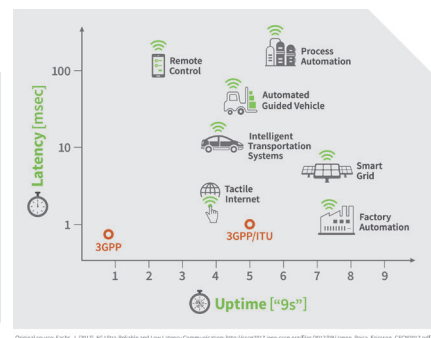 Remote
Control
Process
Automation
100
Automated
Guided Vehicle
Latency [msec]
10
Intelligent
Transportation
Systems
Smart
Grid
Tactile
Internet
Factory
Automation
1
3GPP
3GPP/ITU
1 2 3 4 5 6 7 8 9
Uptime ["9s"]